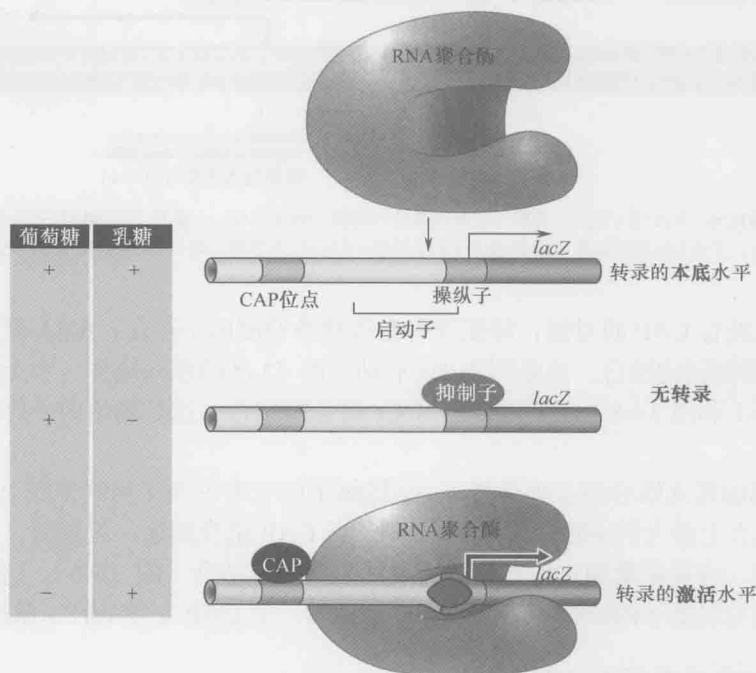 RNA聚合酶
葡萄糖 乳糖
+ +
lacZ
转录的本底水平
CAP位点 操纵子
启动子
抑制子 lacZ
无转录
+ −
RNA聚合酶
CAP
lacZ
− +
转录的激活水平